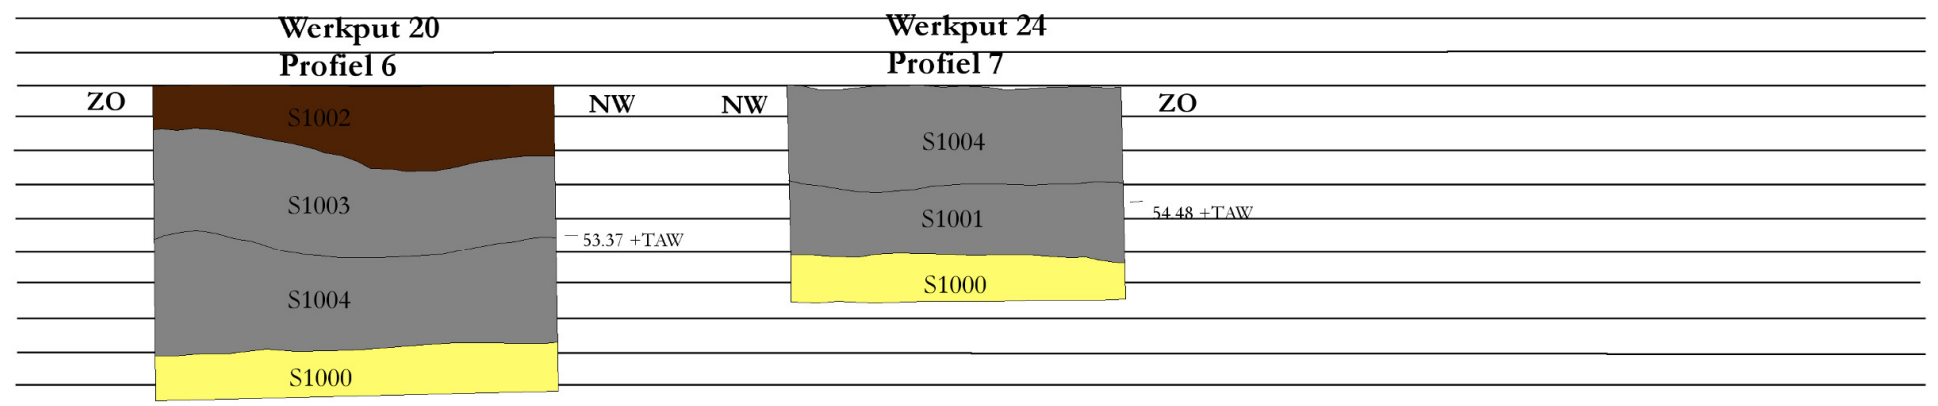 Werkput 20
Profiel 6
ZO
NW
S1002
S1003
53.37 +TAW
S1004
S1000
Werkput 24
Profiel 7
NW
ZO
S1004
S1001
54.48 +TAW
S1000